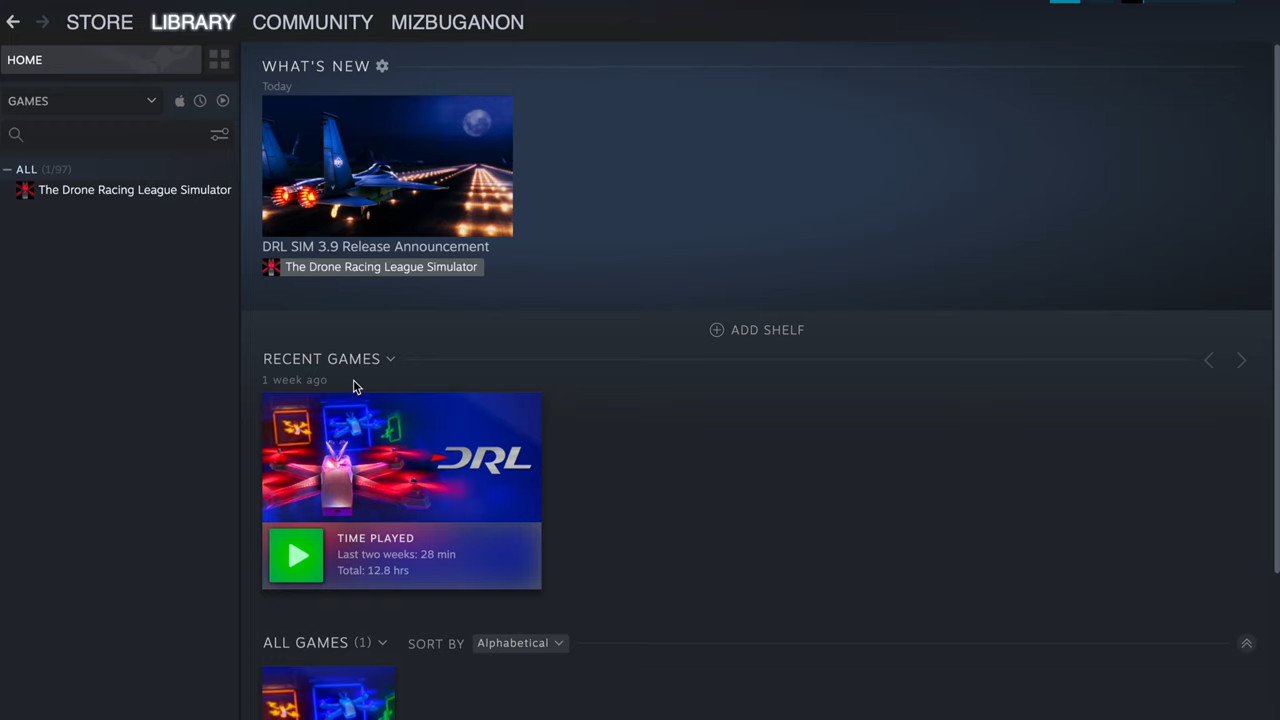 STORE LIBRARY COMMUNITY MIZBUGANON
HOME
GAMES
ALL (1/97)
The Drone Racing League Simulator
WHAT'S NEW
Today
DRL SIM 3.9 Release Announcement
The Drone Racing League Simulator
ADD SHELF
RECENT GAMES
1 week ago
DRL
TIME PLAYED
Last two weeks: 28 min
Total: 12.8 hrs
ALL GAMES (1) SORT BY Alphabetical